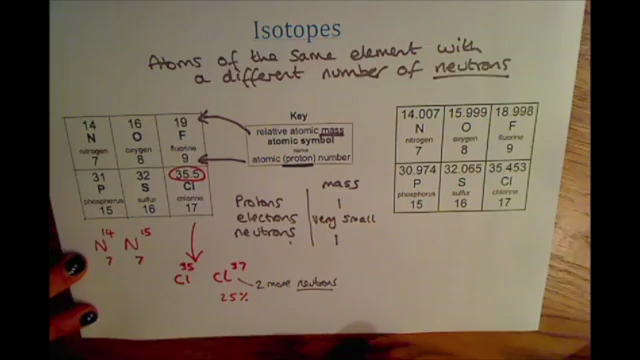 Isotopes
Atoms of the same element with
a different number of neutrons
14 16 19
N O F
nitrogen oxygen fluorine
7 8 9
31 32 35.5
P S Cl
phosphorus sulfur chlorine
15 16 17
Key
relative atomic mass
atomic symbol
name
atomic (proton) number
14.007 15.999 18.998
N O F
nitrogen oxygen fluorine
7 8 9
30.974 32.065 35.453
P S Cl
phosphorus sulfur chlorine
15 16 17
mass
Protons 1
electrons very small
neutrons 1
N 14 7 N 15 7
Cl 35 Cl 37
2 more neutrons
25%